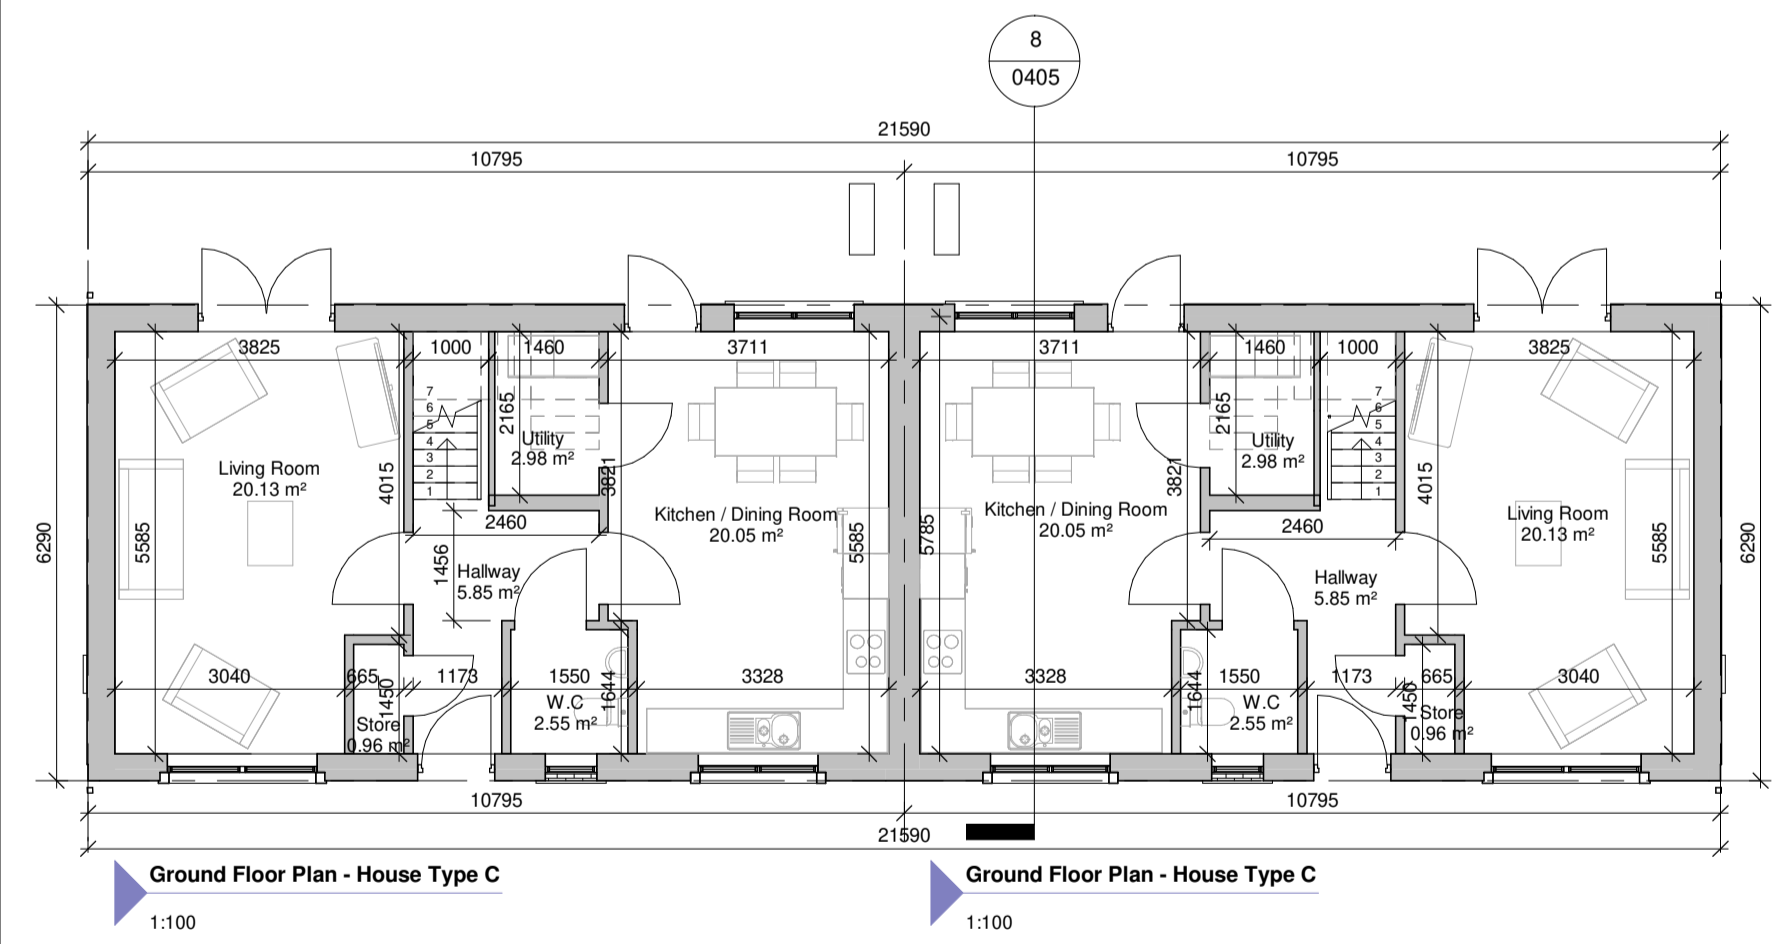 8
0405
21590
10795 10795
3825 1000 1460 3711 3711 1460 1000 3825
7 7
6 6
5 5
4 4
3 3
2 2
1 1
2165 2165
Utility Utility
2.98 m² 2.98 m²
Living Room
20.13 m²
4015 3821 3821 4015
Kitchen / Dining Room Kitchen / Dining Room Living Room
20.05 m² 20.05 m² 20.13 m²
2460 2460
6290 5585 5585 5785 5585 6290
1456
Hallway Hallway
5.85 m² 5.85 m²
3040 665 1173 1550 3328 3328 1550 1173 665 3040
1450 1644 1644 1450
W.C W.C
2.55 m² 2.55 m²
Store Store
0.96 m² 0.96 m²
10795 10795
21590
Ground Floor Plan - House Type C Ground Floor Plan - House Type C
1:100 1:100